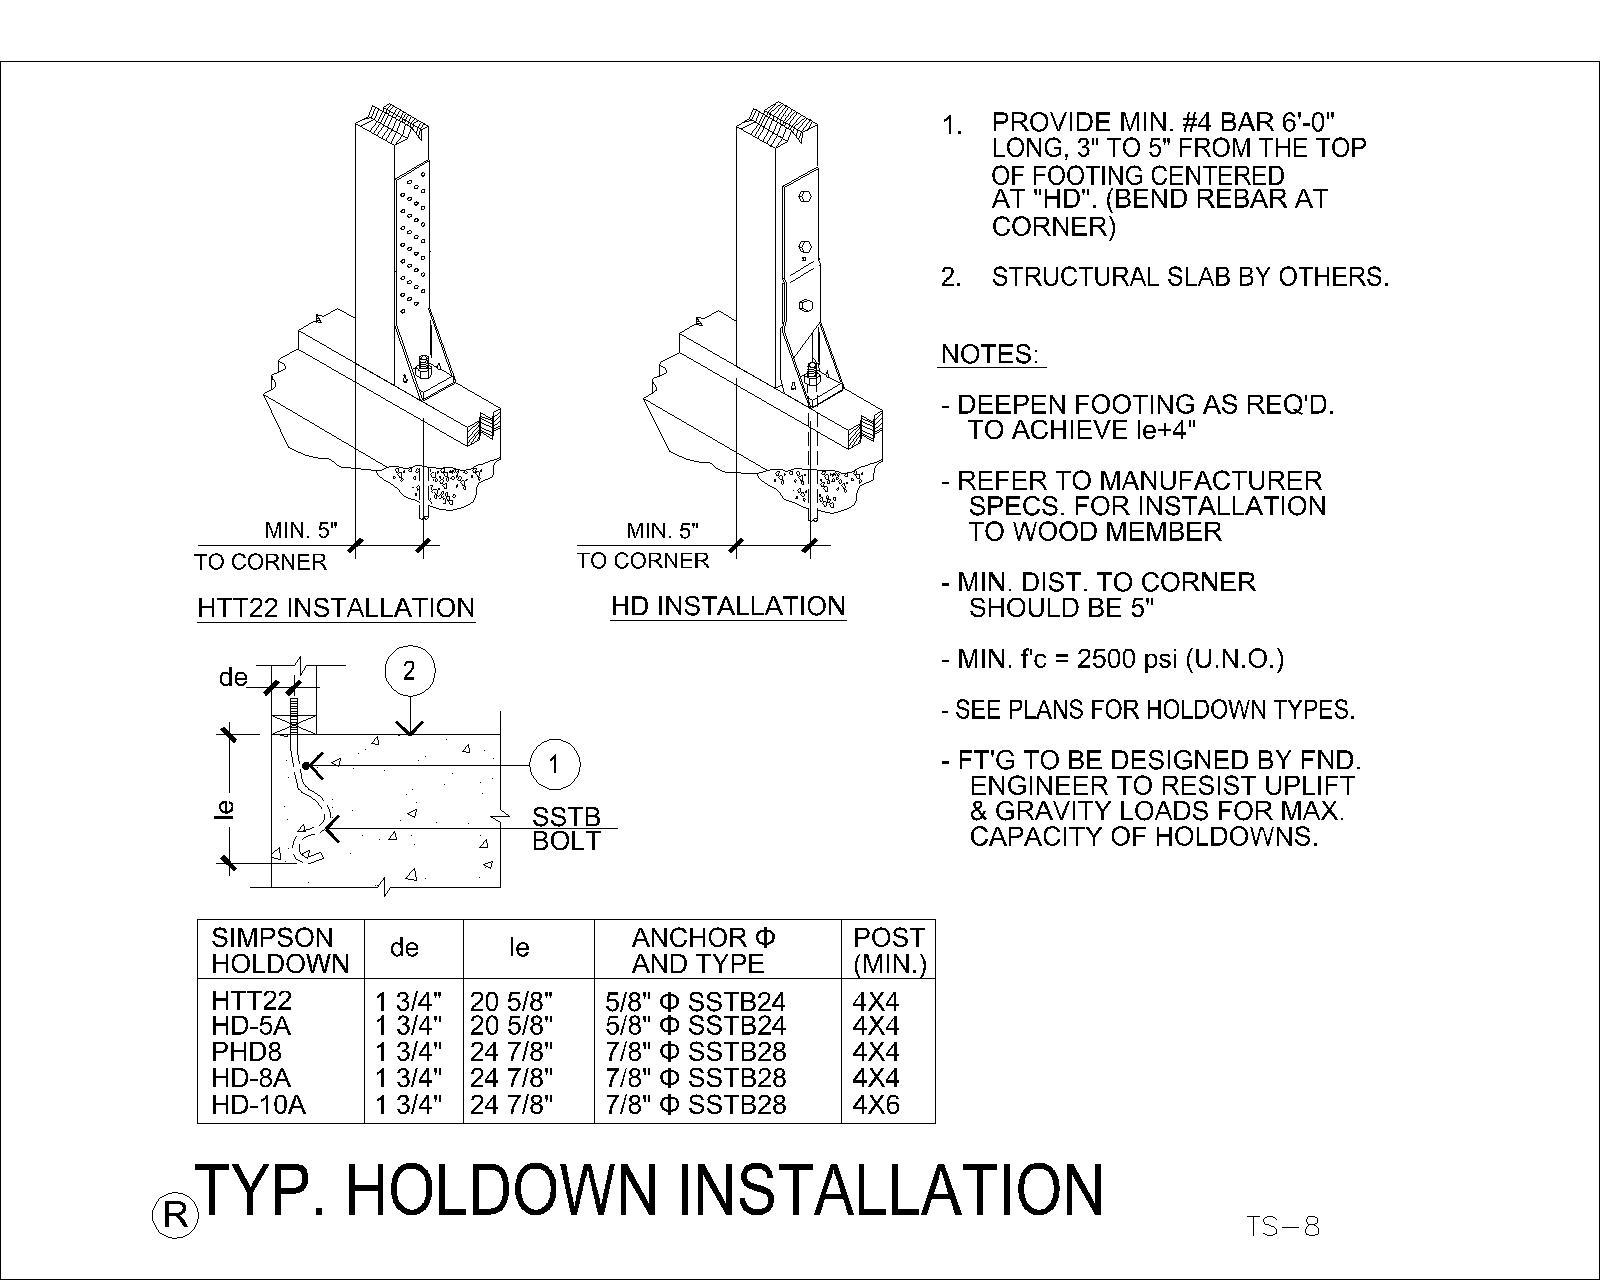 1. PROVIDE MIN. #4 BAR 6'-0"
LONG, 3" TO 5" FROM THE TOP
OF FOOTING CENTERED
AT "HD". (BEND REBAR AT
CORNER)
2. STRUCTURAL SLAB BY OTHERS.
NOTES:
- DEEPEN FOOTING AS REQ'D.
TO ACHIEVE le+4"
- REFER TO MANUFACTURER
SPECS. FOR INSTALLATION
TO WOOD MEMBER
- MIN. DIST. TO CORNER
SHOULD BE 5"
- MIN. f'c = 2500 psi (U.N.O.)
- SEE PLANS FOR HOLDOWN TYPES.
- FT'G TO BE DESIGNED BY FND.
ENGINEER TO RESIST UPLIFT
& GRAVITY LOADS FOR MAX.
CAPACITY OF HOLDOWNS.
MIN. 5"
TO CORNER
HTT22 INSTALLATION
MIN. 5"
TO CORNER
HD INSTALLATION
de
2
1
le
SSTB
BOLT
SIMPSON HOLDOWN de le ANCHOR Φ AND TYPE POST (MIN.)
HTT22 1 3/4" 20 5/8" 5/8" Φ SSTB24 4X4
HD-5A 1 3/4" 20 5/8" 5/8" Φ SSTB24 4X4
PHD8 1 3/4" 24 7/8" 7/8" Φ SSTB28 4X4
HD-8A 1 3/4" 24 7/8" 7/8" Φ SSTB28 4X4
HD-10A 1 3/4" 24 7/8" 7/8" Φ SSTB28 4X6
R TYP. HOLDOWN INSTALLATION
TS-8